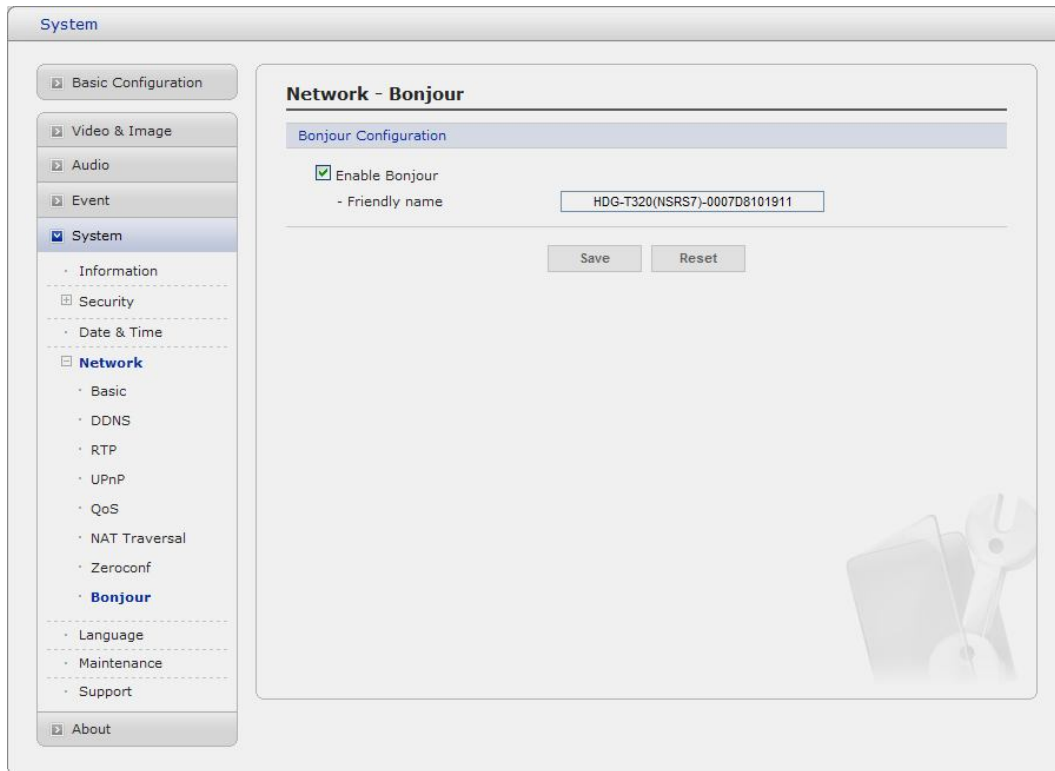 System
Basic Configuration
Video & Image
Audio
Event
System
Information
Security
Date & Time
Network
Basic
DDNS
RTP
UPnP
QoS
NAT Traversal
Zeroconf
Bonjour
Language
Maintenance
Support
About
Network - Bonjour
Bonjour Configuration
Enable Bonjour
- Friendly name HDG-T320(NSRS7)-0007D8101911
Save Reset